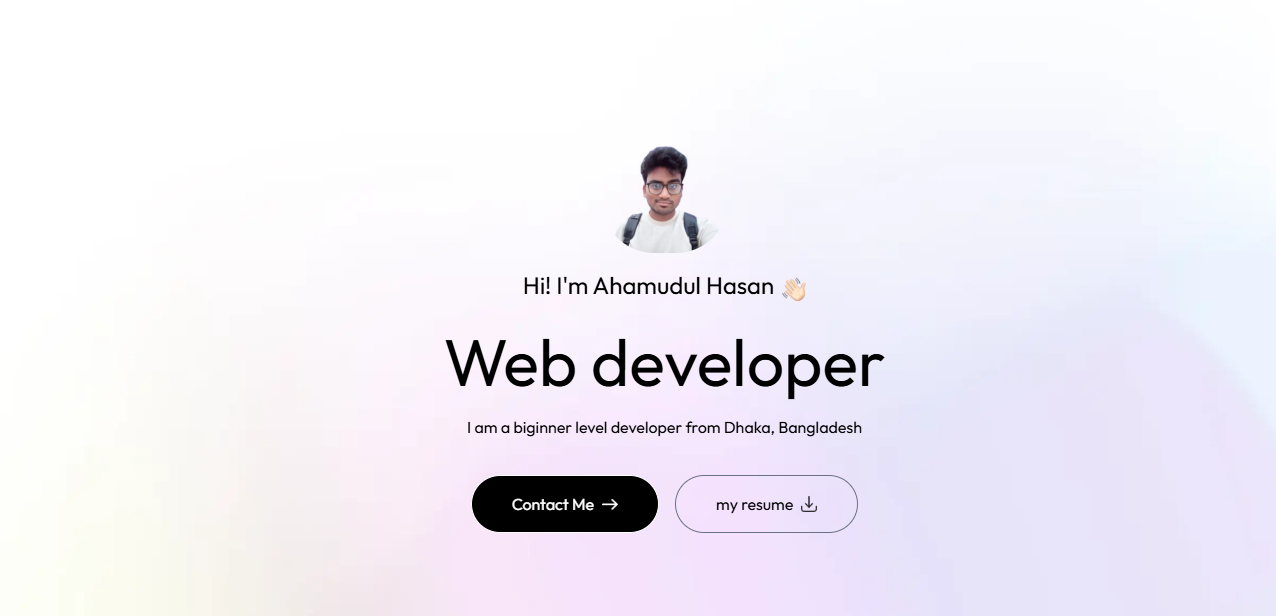 Hi! I'm Ahamudul Hasan 👋🏻
Web developer
I am a biginner level developer from Dhaka, Bangladesh
Contact Me →
my resume